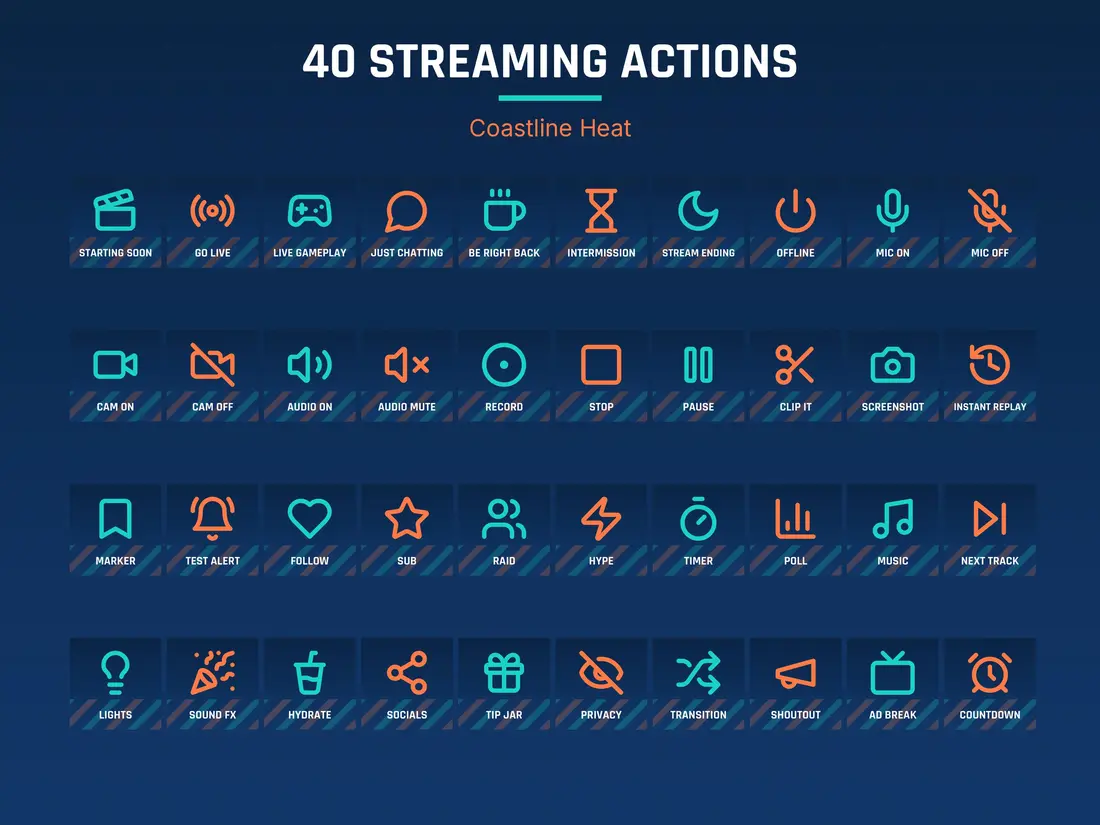 40 STREAMING ACTIONS
Coastline Heat
STARTING SOON
GO LIVE
LIVE GAMEPLAY
JUST CHATTING
BE RIGHT BACK
INTERMISSION
STREAM ENDING
OFFLINE
MIC ON
MIC OFF
CAM ON
CAM OFF
AUDIO ON
AUDIO MUTE
RECORD
STOP
PAUSE
CLIP IT
SCREENSHOT
INSTANT REPLAY
MARKER
TEST ALERT
FOLLOW
SUB
RAID
HYPE
TIMER
POLL
MUSIC
NEXT TRACK
LIGHTS
SOUND FX
HYDRATE
SOCIALS
TIP JAR
PRIVACY
TRANSITION
SHOUTOUT
AD BREAK
COUNTDOWN